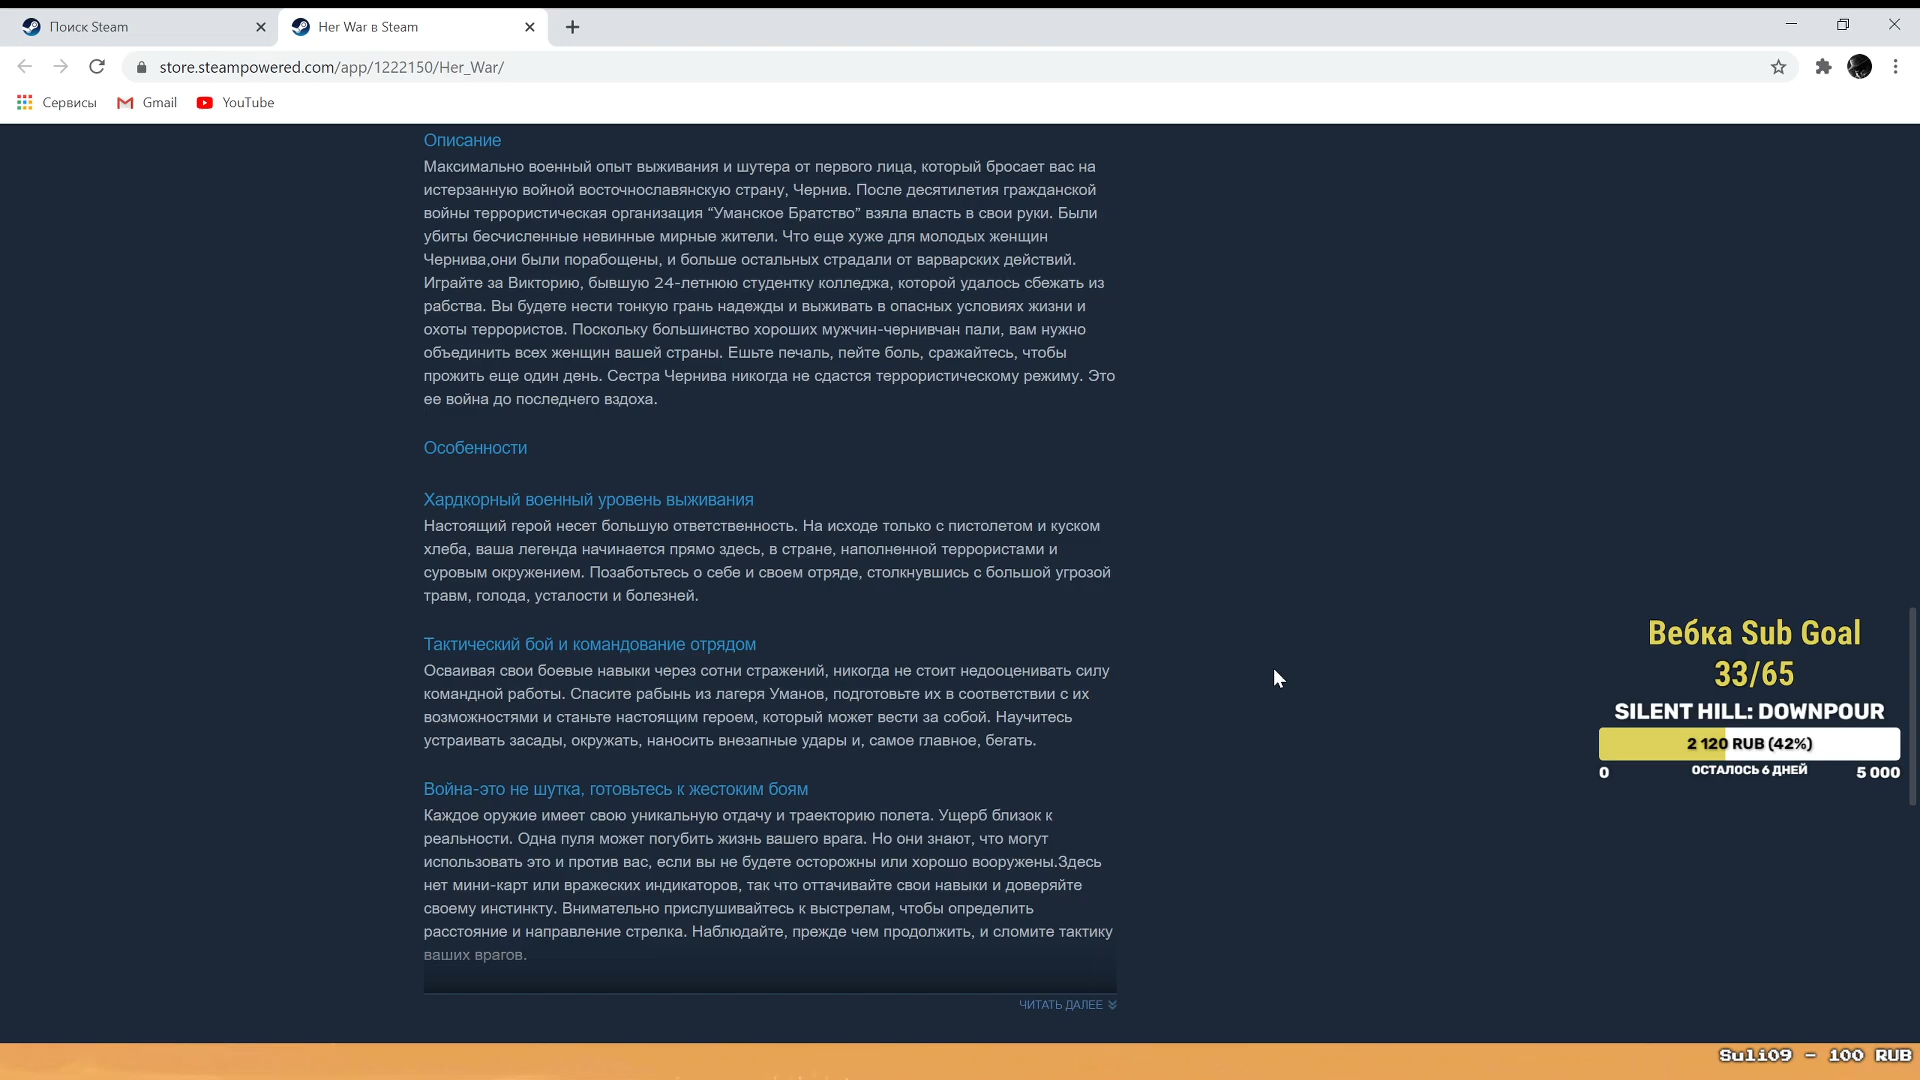 Поиск Steam
Her War в Steam
store.steampowered.com/app/1222150/Her_War/
Сервисы
Gmail
YouTube
Описание
Максимально военный опыт выживания и шутера от первого лица, который бросает вас на
истерзанную войной восточнославянскую страну, Чернив. После десятилетия гражданской
войны террористическая организация “Уманское Братство” взяла власть в свои руки. Были
убиты бесчисленные невинные мирные жители. Что еще хуже для молодых женщин
Чернива,они были порабощены, и больше остальных страдали от варварских действий.
Играйте за Викторию, бывшую 24-летнюю студентку колледжа, которой удалось сбежать из
рабства. Вы будете нести тонкую грань надежды и выживать в опасных условиях жизни и
охоты террористов. Поскольку большинство хороших мужчин-чернивчан пали, вам нужно
объединить всех женщин вашей страны. Ешьте печаль, пейте боль, сражайтесь, чтобы
прожить еще один день. Сестра Чернива никогда не сдастся террористическому режиму. Это
ее война до последнего вздоха.
Особенности
Хардкорный военный уровень выживания
Настоящий герой несет большую ответственность. На исходе только с пистолетом и куском
хлеба, ваша легенда начинается прямо здесь, в стране, наполненной террористами и
суровым окружением. Позаботьтесь о себе и своем отряде, столкнувшись с большой угрозой
травм, голода, усталости и болезней.
Тактический бой и командование отрядом
Осваивая свои боевые навыки через сотни стражений, никогда не стоит недооценивать силу
командной работы. Спасите рабынь из лагеря Уманов, подготовьте их в соответствии с их
возможностями и станьте настоящим героем, который может вести за собой. Научитесь
устраивать засады, окружать, наносить внезапные удары и, самое главное, бегать.
Война-это не шутка, готовьтесь к жестоким боям
Каждое оружие имеет свою уникальную отдачу и траекторию полета. Ущерб близок к
реальности. Одна пуля может погубить жизнь вашего врага. Но они знают, что могут
использовать это и против вас, если вы не будете осторожны или хорошо вооружены.Здесь
нет мини-карт или вражеских индикаторов, так что оттачивайте свои навыки и доверяйте
своему инстинкту. Внимательно прислушивайтесь к выстрелам, чтобы определить
расстояние и направление стрелка. Наблюдайте, прежде чем продолжить, и сломите тактику
ваших врагов.
ЧИТАТЬ ДАЛЕЕ
Вебка Sub Goal
33/65
SILENT HILL: DOWNPOUR
2 120 RUB (42%)
0 ОСТАЛОСЬ 6 ДНЕЙ 5 000
Suli09 - 100 RUB